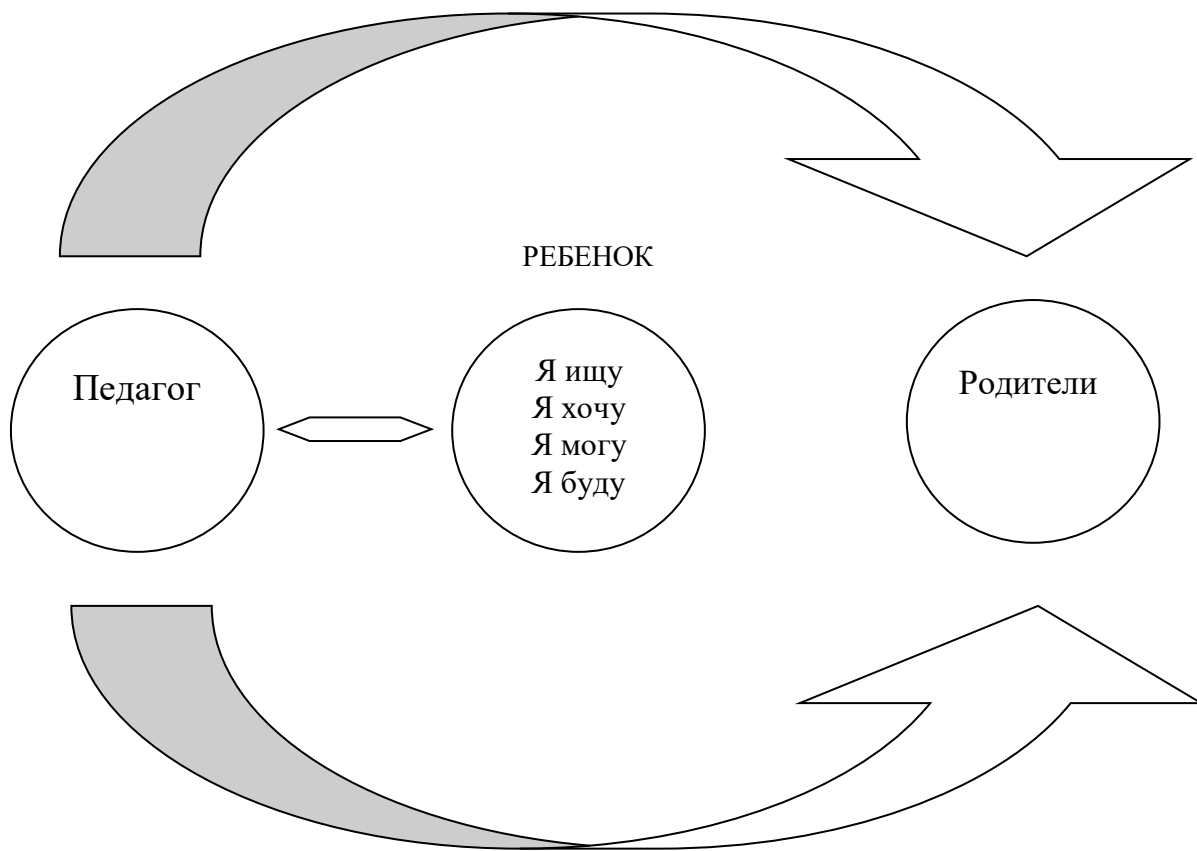 РЕБЕНОК
Педагог
Я ищу
Я хочу
Я могу
Я буду
Родители